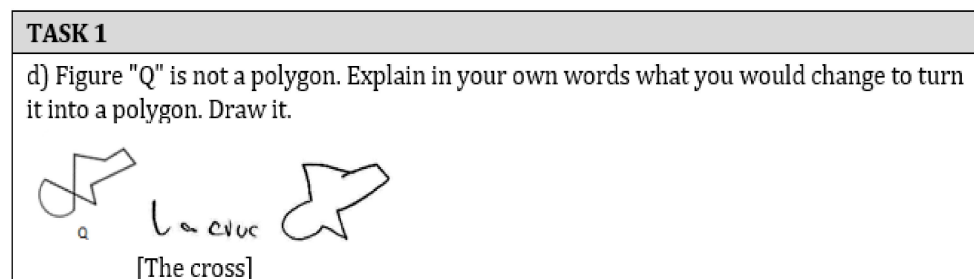 TASK 1
d) Figure "Q" is not a polygon. Explain in your own words what you would change to turn
it into a polygon. Draw it.
Q
la cruc
[The cross]